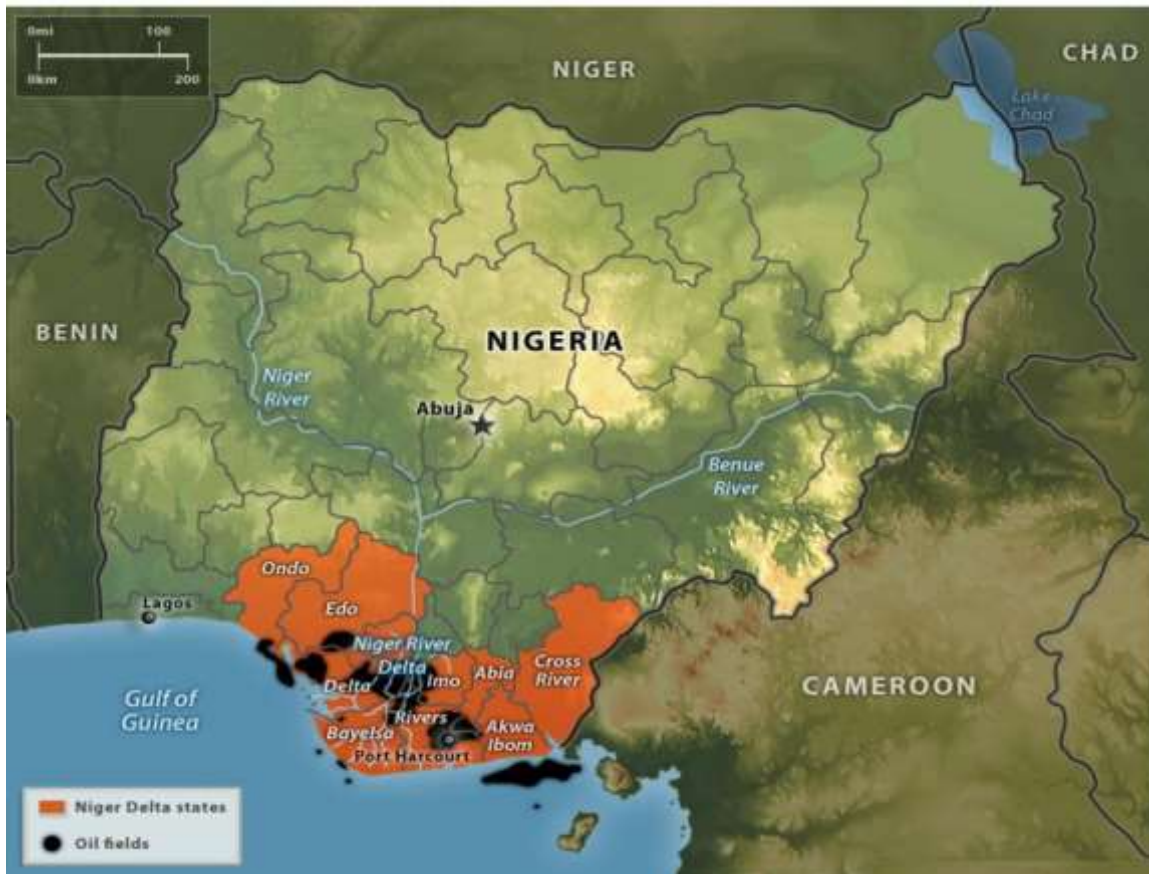 0mi 100
0km 200
NIGER
CHAD
Lake
Chad
BENIN
NIGERIA
Niger
River
Abuja
Benue
River
Ondo
Lagos
Edo
Niger River
Delta
Delta
Imo
Abia
Cross
River
Gulf of
Guinea
CAMEROON
Rivers
Bayelsa
Akwa
Ibom
Port Harcourt
Niger Delta states
Oil fields